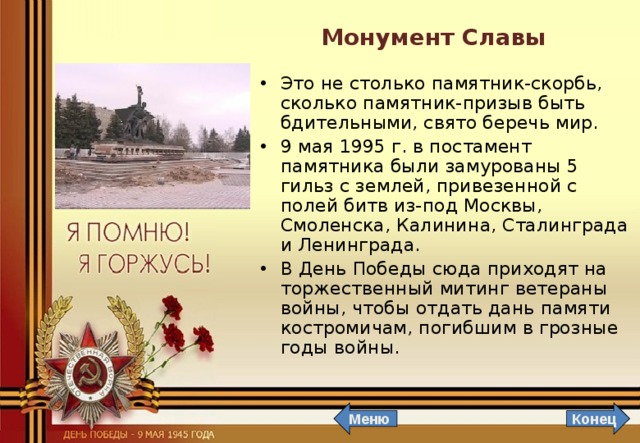 Монумент Славы
• Это не столько памятник-скорбь,
сколько памятник-призыв быть
бдительными, свято беречь мир.
• 9 мая 1995 г. в постамент
памятника были замурованы 5
гильз с землей, привезенной с
полей битв из-под Москвы,
Смоленска, Калинина, Сталинграда
и Ленинграда.
• В День Победы сюда приходят на
торжественный митинг ветераны
войны, чтобы отдать дань памяти
костромичам, погибшим в грозные
годы войны.
Я ПОМНЮ!
Я ГОРЖУСЬ!
ОТЕЧЕСТВЕННАЯ ВОЙНА
ДЕНЬ ПОБЕДЫ - 9 МАЯ 1945 ГОДА
Меню
Конец